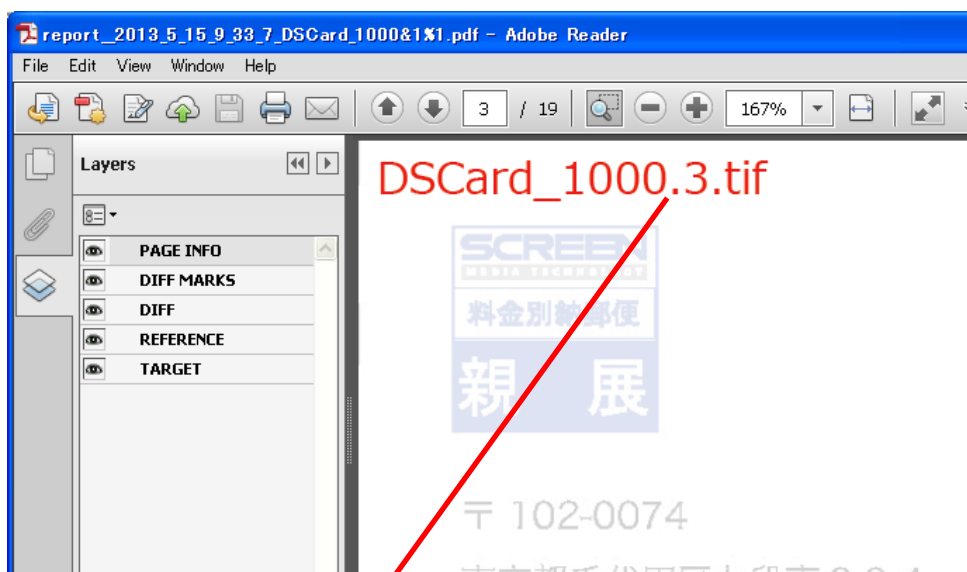 report_2013_5_15_9_33_7_DSCard_1000&1%1.pdf - Adobe Reader
File Edit View Window Help
3 / 19 167%
Layers
DSCard_1000.3.tif
PAGE INFO
DIFF MARKS
DIFF
REFERENCE
TARGET
SCREEN
MEDIA TECHNOLOGY
料金別納郵便
親 展
〒102-0074